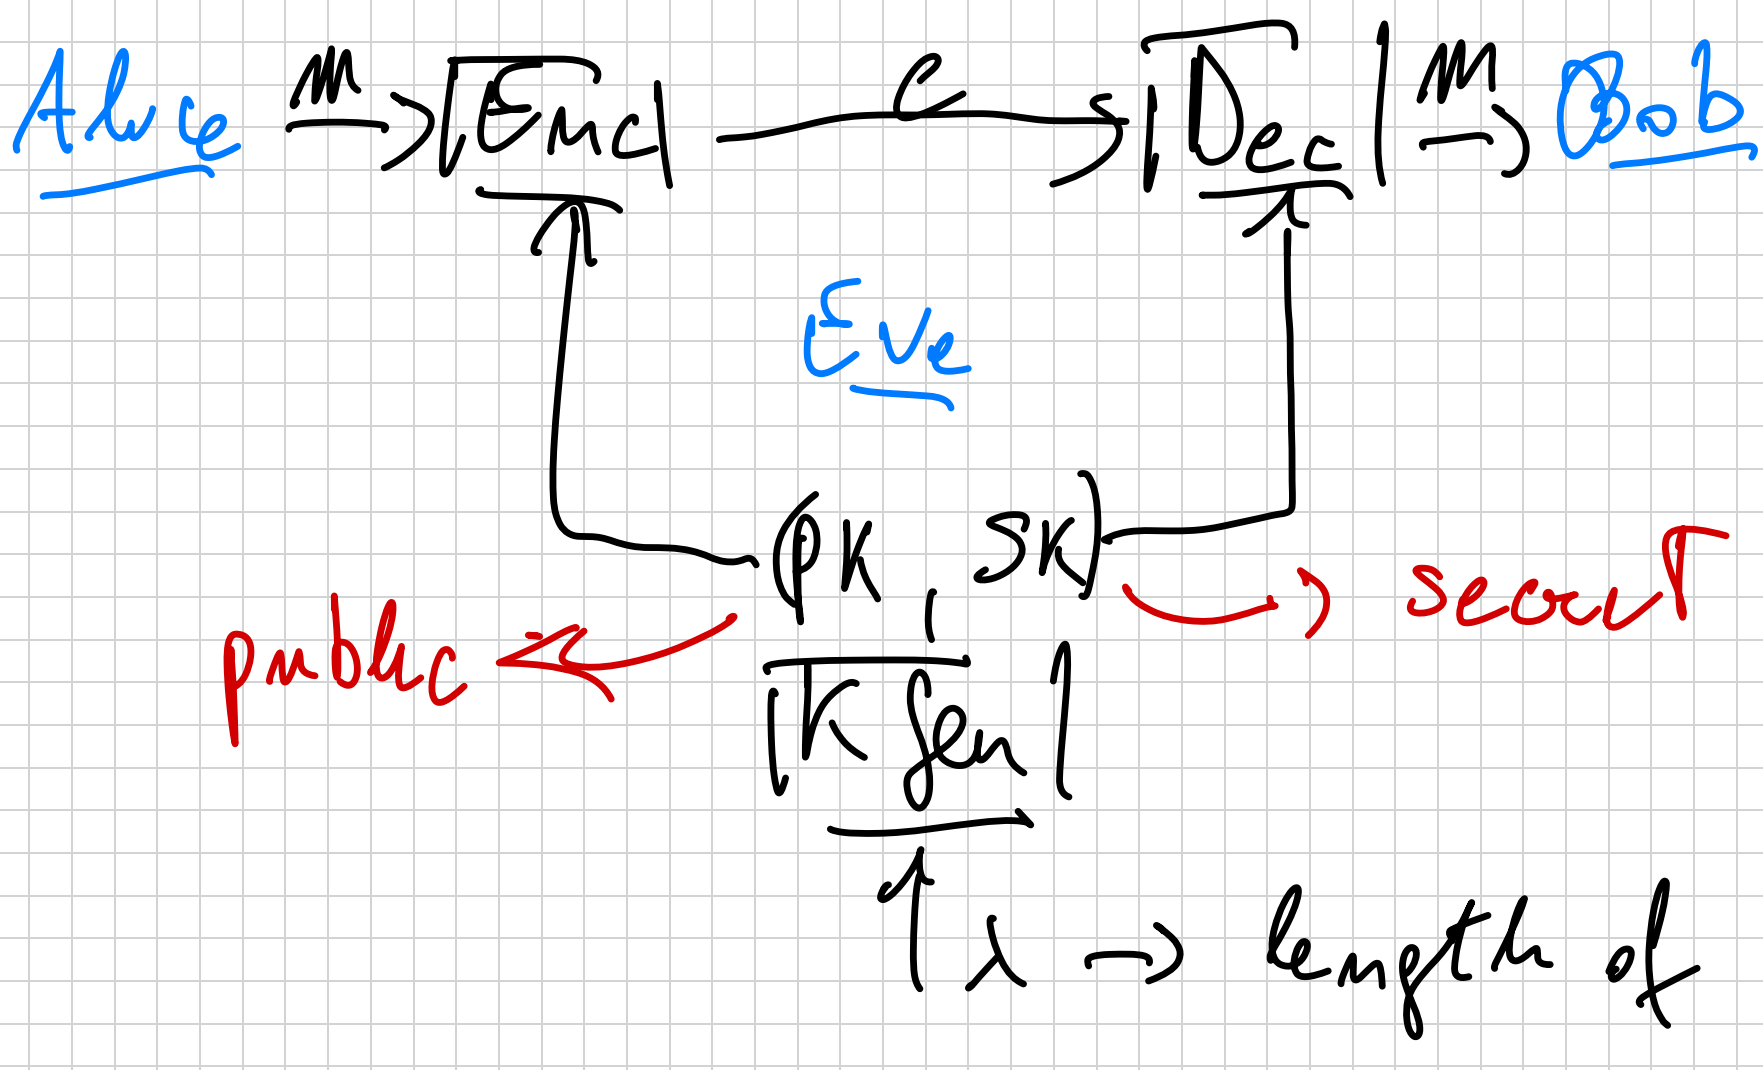 Alice m → Enc c → Dec m → Bob
Eve
(pk, sk)
public ← → secret
KGen
λ → length of